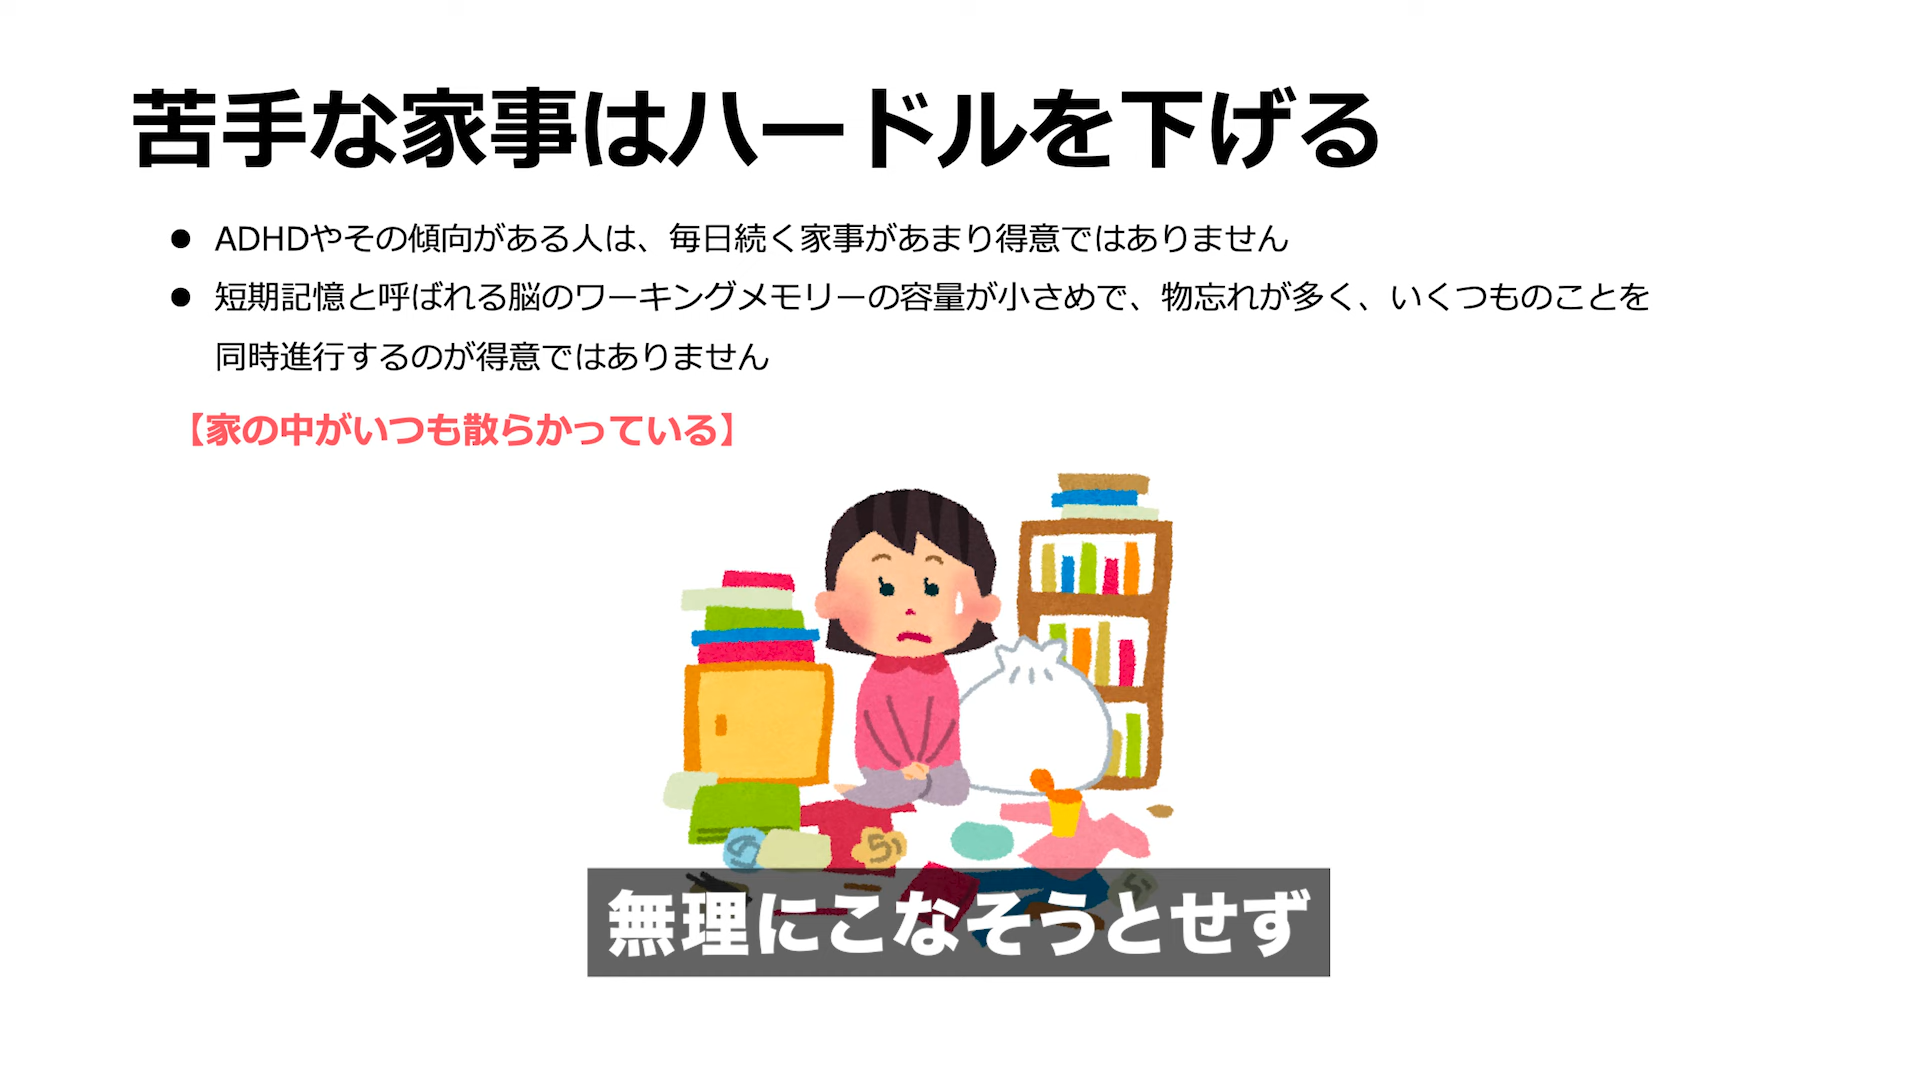 苦手な家事はハードルを下げる
● ADHDやその傾向がある人は、毎日続く家事があまり得意ではありません
● 短期記憶と呼ばれる脳のワーキングメモリーの容量が小さめで、物忘れが多く、いくつものことを
同時進行するのが得意ではありません
【家の中がいつも散らかっている】
無理にこなそうとせず